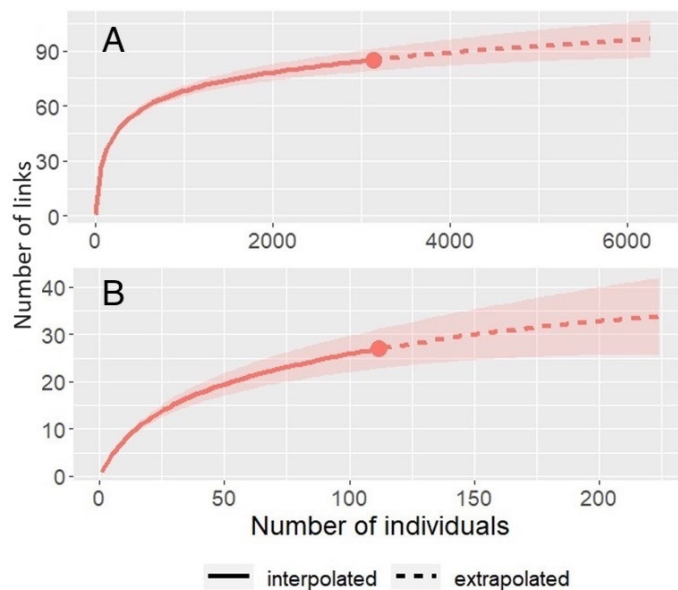 A
90
60
30
0
0 2000 4000 6000
Number of links
B
40
30
20
10
0
0 50 100 150 200
Number of individuals
interpolated extrapolated